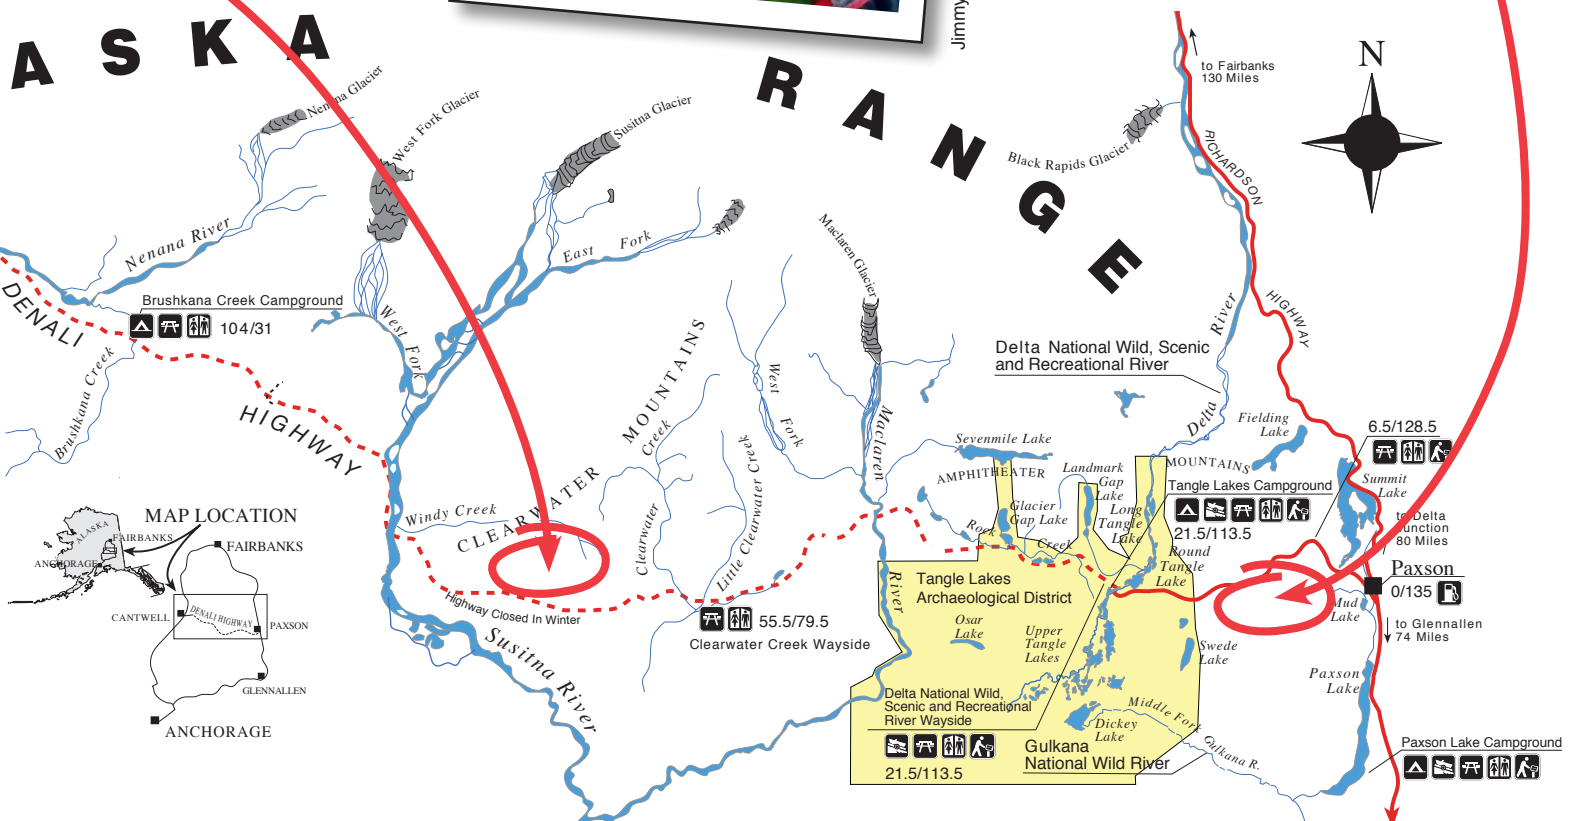 Jimmy
A S K A
R A N G E
N
to Fairbanks
130 Miles
Nenana Glacier
West Fork Glacier
Susitna Glacier
Black Rapids Glacier
RICHARDSON
HIGHWAY
Maclaren Glacier
Nenana River
East Fork
West Fork
DENALI
HIGHWAY
Brushkana Creek Campground
104/31
Brushkana Creek
MOUNTAINS
CLEARWATER
Windy Creek
Creek
Clearwater
Little Clearwater Creek
West
Fork
Maclaren
River
Delta National Wild, Scenic
and Recreational River
River
Delta
Fielding
Lake
6.5/128.5
Sevenmile Lake
AMPHITHEATER
MOUNTAINS
Landmark
Gap
Lake
Glacier
Gap Lake
Long
Tangle
Lake
Rock
Creek
Tangle Lakes Campground
21.5/113.5
Round
Tangle
Lake
Summit
Lake
to Delta
Junction
80 Miles
Paxson
0/135
Mud
Lake
to Glennallen
74 Miles
MAP LOCATION
ALASKA
FAIRBANKS
ANCHORAGE
FAIRBANKS
CANTWELL
DENALI HIGHWAY
PAXSON
GLENNALLEN
ANCHORAGE
Highway Closed In Winter
Susitna River
55.5/79.5
Clearwater Creek Wayside
Tangle Lakes
Archaeological District
Osar
Lake
Upper
Tangle
Lakes
Swede
Lake
Paxson
Lake
Delta National Wild,
Scenic and Recreational
River Wayside
21.5/113.5
Dickey
Lake
Middle Fork
Gulkana R.
Gulkana
National Wild River
Paxson Lake Campground